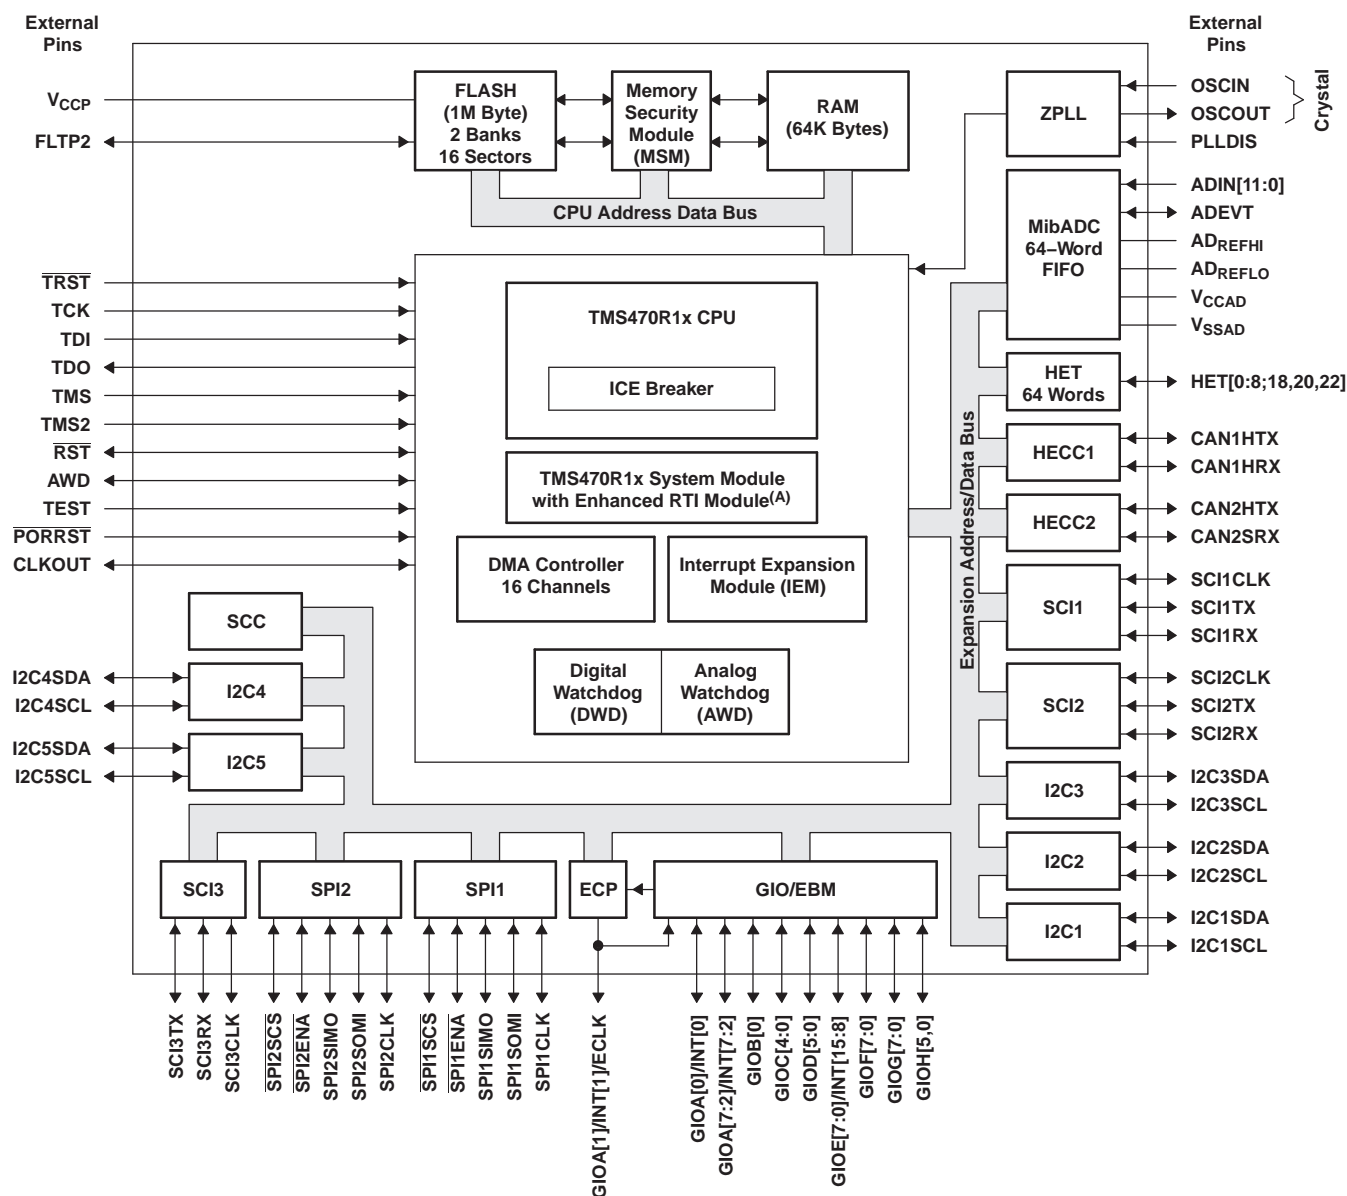 External
Pins
External
Pins
VCCP
FLTP2
FLASH
(1M Byte)
2 Banks
16 Sectors
Memory
Security
Module
(MSM)
RAM
(64K Bytes)
CPU Address Data Bus
ZPLL
OSCIN
OSCOUT
PLLDIS
Crystal
MibADC
64–Word
FIFO
ADIN[11:0]
ADEVT
ADREFHI
ADREFLO
VCCAD
VSSAD
TRST
TCK
TDI
TDO
TMS
TMS2
RST
AWD
TEST
PORRST
CLKOUT
TMS470R1x CPU
ICE Breaker
TMS470R1x System Module
with Enhanced RTI Module(A)
DMA Controller
16 Channels
Interrupt Expansion
Module (IEM)
Digital
Watchdog
(DWD)
Analog
Watchdog
(AWD)
Expansion Address/Data Bus
HET
64 Words
HET[0:8;18,20,22]
HECC1
CAN1HTX
CAN1HRX
HECC2
CAN2HTX
CAN2SRX
SCI1
SCI1CLK
SCI1TX
SCI1RX
SCI2
SCI2CLK
SCI2TX
SCI2RX
I2C3
I2C3SDA
I2C3SCL
I2C2
I2C2SDA
I2C2SCL
I2C1
I2C1SDA
I2C1SCL
SCC
I2C4SDA
I2C4SCL
I2C4
I2C5SDA
I2C5SCL
I2C5
SCI3
SPI2
SPI1
ECP
GIO/EBM
SCI3TX
SCI3RX
SCI3CLK
SPI2SCS
SPI2ENA
SPI2SIMO
SPI2SOMI
SPI2CLK
SPI1SCS
SPI1ENA
SPI1SIMO
SPI1SOMI
SPI1CLK
GIOA[1]/INT[1]/ECLK
GIOA[0]/INT[0]
GIOA[7:2]/INT[7:2]
GIOB[0]
GIOC[4:0]
GIOD[5:0]
GIOE[7:0]/INT[15:8]
GIOF[7:0]
GIOG[7:0]
GIOH[5,0]